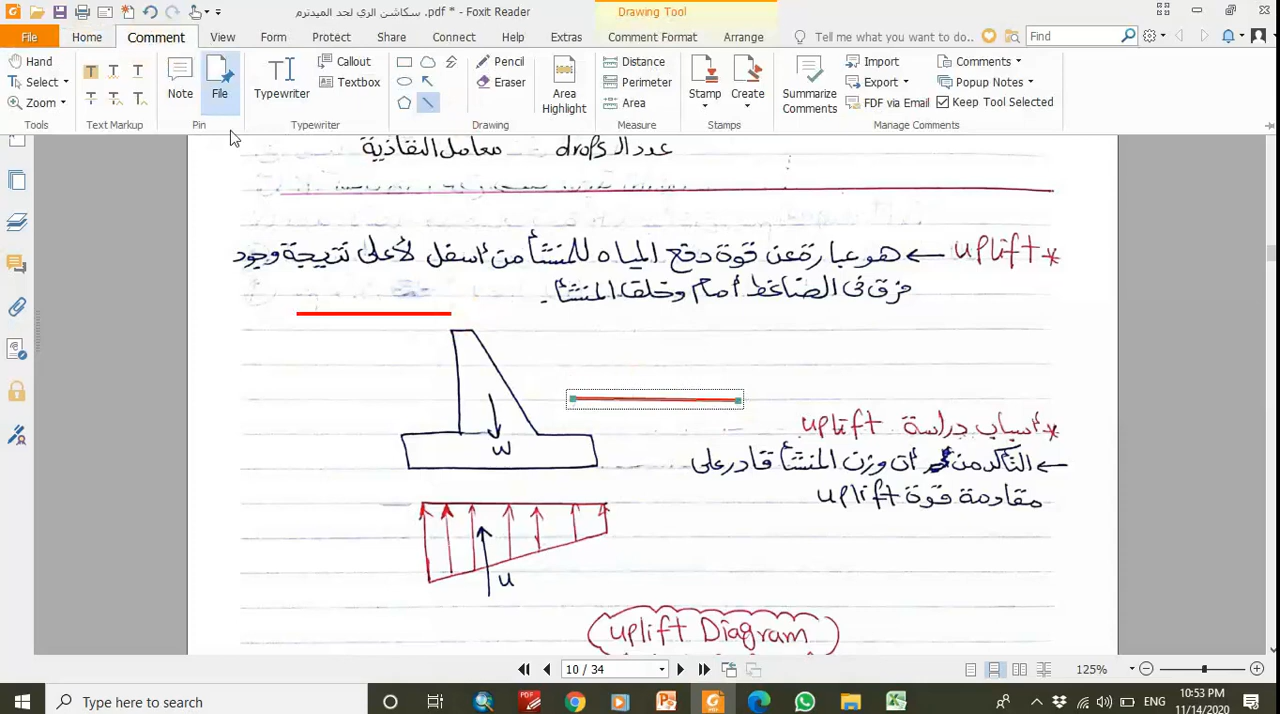 سكاشن الري لحد الميدترم. pdf * - Foxit Reader
Drawing Tool
File
Home
Comment
View
Form
Protect
Share
Connect
Help
Extras
Comment Format
Arrange
Tell me what you want to do..
Find
Hand
Select
Zoom
Tools
Text Markup
Note
File
Pin
Typewriter
Callout
Textbox
Typewriter
Pencil
Eraser
Drawing
Area Highlight
Distance
Perimeter
Area
Measure
Stamp
Create
Stamps
Summarize Comments
Import
Export
FDF via Email
Comments
Popup Notes
Keep Tool Selected
Manage Comments
عدد الـ drops معامل النفاذية
* uplift ← هو عبارة عن قوة دفع المياه للمنشأ من أسفل لأعلى نتيجة وجود
فرق فى الضاغط أمام وخلف المنشأ.
W
* أسباب دراسة uplift
← التأكد من أن وزن المنشأ قادر على
مقاومة قوة uplift
u
uplift Diagram
10 / 34
125%
Type here to search
ENG
10:53 PM
11/14/2020